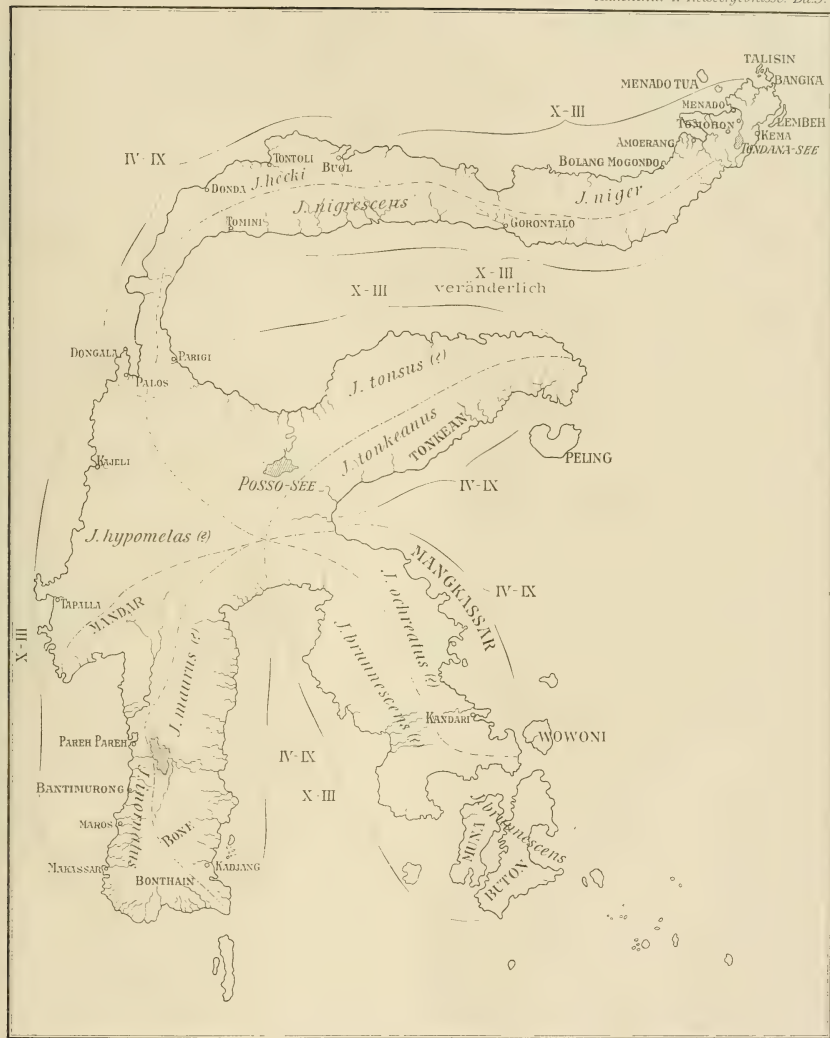 TALISIN
MENADO TUA
BANGKA
X-III
MENADO
LEMBEH
TOMOHON
KEMA
AMOERANG
TONDANA-SEE
IV-IX
TONTOLI
BUOL
BOLANG MOGONDO
DONDA
J. hecki
J. niger
J. nigrescens
TOMINI
GORONTALO
X-III
X-III
veränderlich
DONGALA
PARIGI
J. tonsus (?)
PALOS
J. tonkeanus
TONKEAN
KAJELI
PELING
POSSO-SEE
IV-IX
J. hypomelas (?)
MANGKASSAR
IV-IX
TAPALLA
MANDAR
J. ochreatus (?)
X-III
J. maurus (?)
J. brunnescens (?)
KANDARI
PAREH PAREH
WOWONI
IV-IX
BANTIMURONG
X-III
J. inornatus
J. brunnescens
MAROS
BONE
MUNA
MAKASSAR
KADJANG
BUTON
BONTHAIN